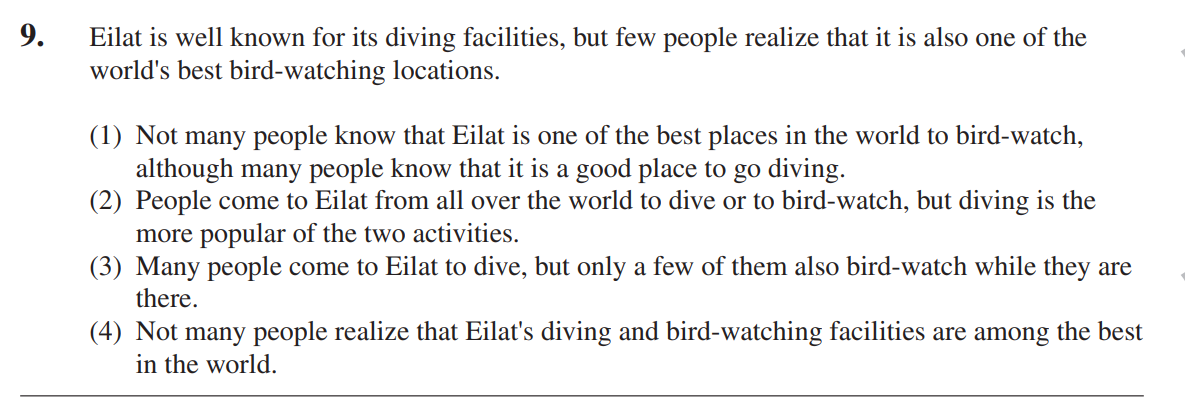 9. Eilat is well known for its diving facilities, but few people realize that it is also one of the
world's best bird-watching locations.
(1) Not many people know that Eilat is one of the best places in the world to bird-watch,
although many people know that it is a good place to go diving.
(2) People come to Eilat from all over the world to dive or to bird-watch, but diving is the
more popular of the two activities.
(3) Many people come to Eilat to dive, but only a few of them also bird-watch while they are
there.
(4) Not many people realize that Eilat's diving and bird-watching facilities are among the best
in the world.